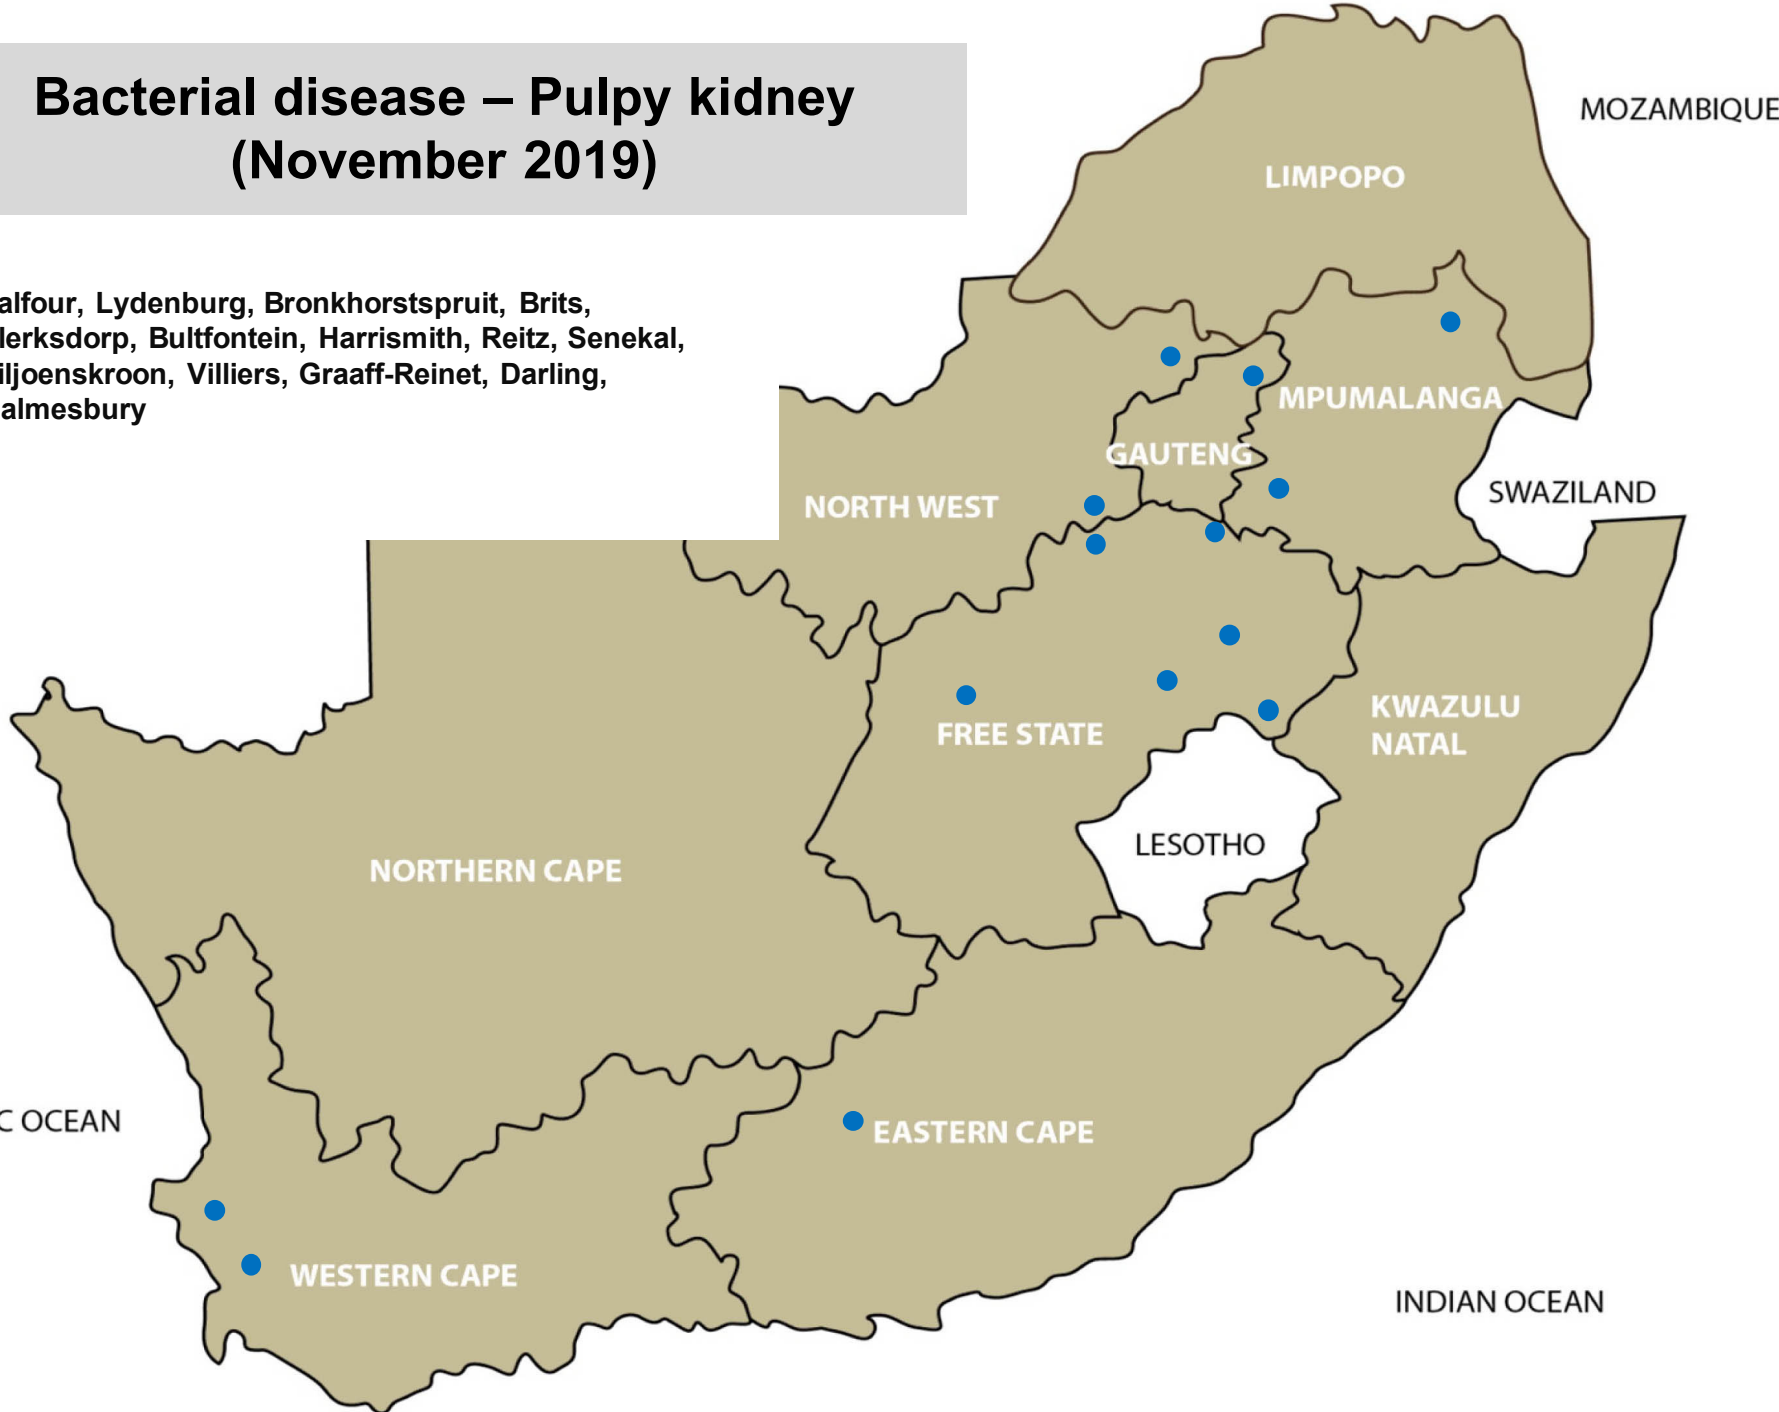 Bacterial disease – Pulpy kidney
(November 2019)
MOZAMBIQUE
LIMPOPO
alfour, Lydenburg, Bronkhorstspruit, Brits,
lerksdorp, Bultfontein, Harrismith, Reitz, Senekal,
iljoenskroon, Villiers, Graaff-Reinet, Darling,
almesbury
MPUMALANGA
GAUTENG
SWAZILAND
NORTH WEST
KWAZULU
NATAL
FREE STATE
LESOTHO
NORTHERN CAPE
C OCEAN
EASTERN CAPE
WESTERN CAPE
INDIAN OCEAN